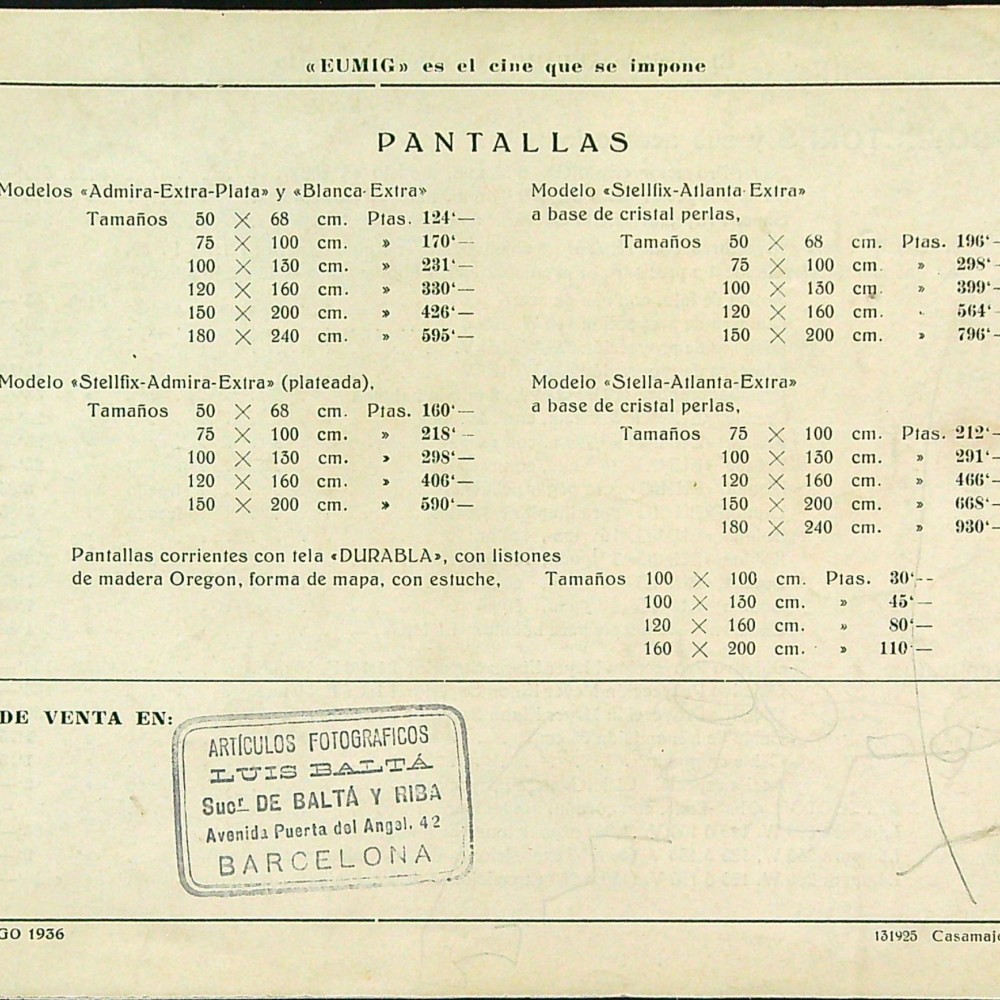 «EUMIG» es el cine que se impone
PANTALLAS
Modelos «Admira-Extra-Plata» y «Blanca-Extra»
Tamaños 50 × 68 cm. Ptas. 124‘—
75 × 100 cm. » 170‘—
100 × 130 cm. » 231‘—
120 × 160 cm. » 330‘—
150 × 200 cm. » 426‘—
180 × 240 cm. » 595‘—
Modelo «Stellfix-Atlanta-Extra»
a base de cristal perlas,
Tamaños 50 × 68 cm. Ptas. 196‘—
75 × 100 cm. » 298‘—
100 × 130 cm. » 399‘—
120 × 160 cm. » 564‘—
150 × 200 cm. » 796‘—
Modelo «Stellfix-Admira-Extra» (plateada),
Tamaños 50 × 68 cm. Ptas. 160‘—
75 × 100 cm. » 218‘—
100 × 130 cm. » 298‘—
120 × 160 cm. » 406‘—
150 × 200 cm. » 590‘—
Modelo «Stella-Atlanta-Extra»
a base de cristal perlas,
Tamaños 75 × 100 cm. Ptas. 212‘—
100 × 130 cm. » 291‘—
120 × 160 cm. » 466‘—
150 × 200 cm. » 668‘—
180 × 240 cm. » 930‘—
Pantallas corrientes con tela «DURABLA», con listones
de madera Oregon, forma de mapa, con estuche, Tamaños 100 × 100 cm. Ptas. 30‘—
100 × 130 cm. » 45‘—
120 × 160 cm. » 80‘—
160 × 200 cm. » 110‘—
DE VENTA EN:
ARTÍCULOS FOTOGRAFICOS
LUIS BALTÁ
Sucr. DE BALTÁ Y RIBA
Avenida Puerta del Angel, 42
BARCELONA
GO 1936
131925 Casamajo